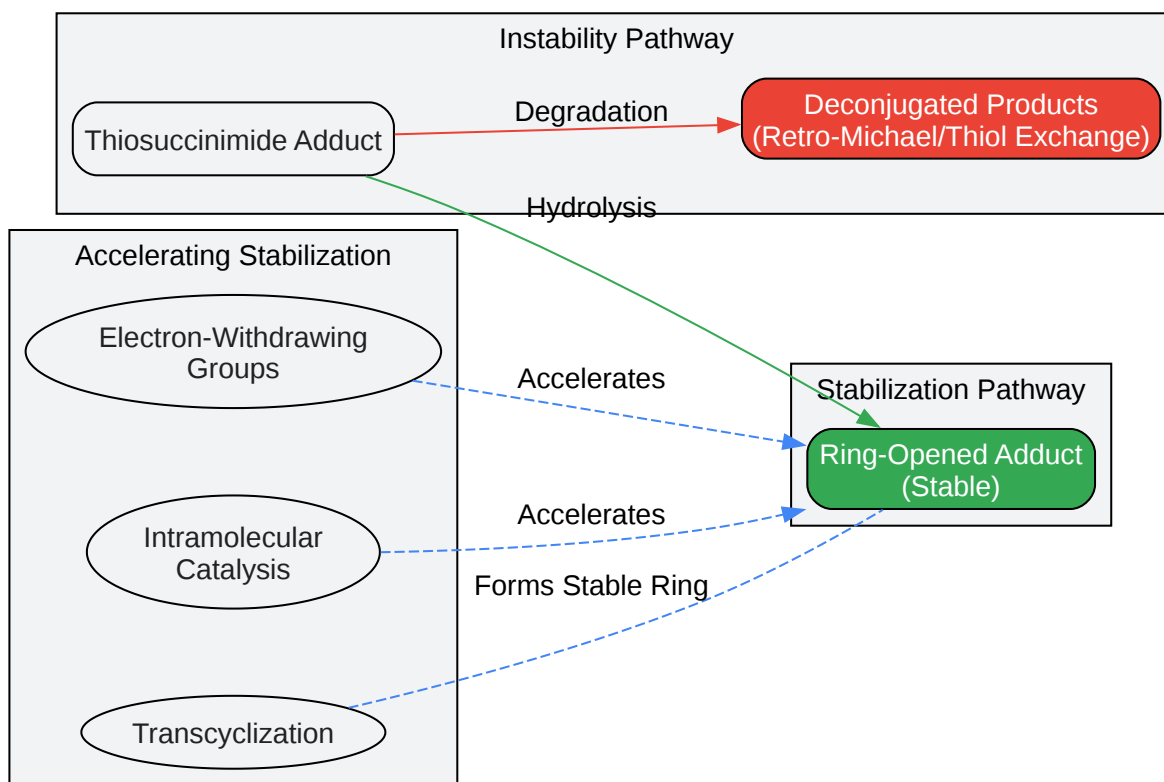 Instability Pathway
Thiosuccinimide Adduct
Degradation
Deconjugated Products
(Retro-Michael/Thiol Exchange)
Hydrolysis
Accelerating Stabilization
Electron-Withdrawing
Groups
Accelerates
Stabilization Pathway
Ring-Opened Adduct
(Stable)
Intramolecular
Catalysis
Accelerates
Forms Stable Ring
Transcyclization